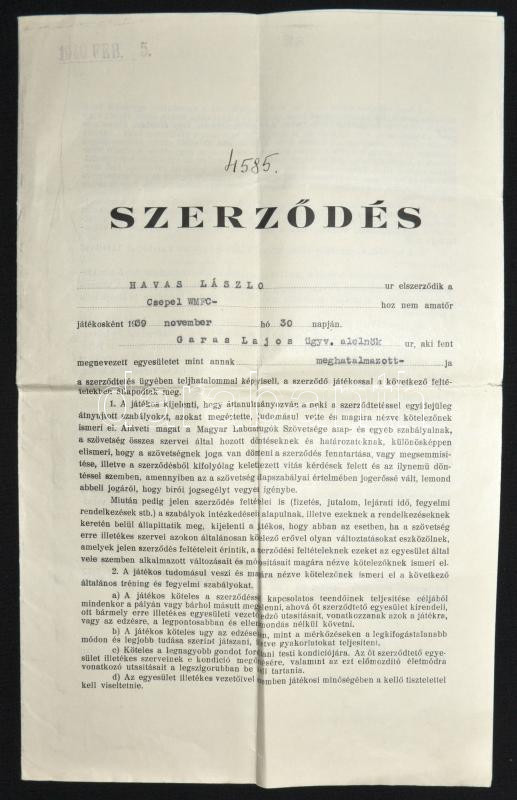 1940 FEB. 5.
4585.
SZERZŐDÉS
HAVAS LÁSZLO ur elszerződik a
Csepel WMFC- hoz nem amatőr
játékosként 1939 november hó 30 napján.
Garas Lajos ügyv. alelnök ur, aki fent
megnevezett egyesületet mint annak meghatalmazott- ja
a szerződtetés ügyében teljhatalommal képviseli, a szerződő játékossal a következő felté-
telekben állapodtak meg.
1. A játékos kijelenti, hogy áttanulmányozván a neki a szerződtetéssel egyidejüleg
átnyujtott szabályokat, azokat megértette, tudomásul vette és magára nézve kötelezőnek
ismeri el. Aláveti magát a Magyar Labdarúgók Szövetsége alap- és egyéb szabályainak,
a szövetség összes szervei által hozott döntéseknek és határozatoknak, különösképpen
elismeri, hogy a szövetségnek joga van dönteni a szerződés fenntartása, vagy megsemmisi-
tése, illetve a szerződésből kifolyólag keletkezett vitás kérdések felett és az ilynemű dön-
téssel szemben, amennyiben az a szövetség alapszabályai értelmében jogerőssé vált, lemond
abbeli jogáról, hogy birói jogsegélyt vegyen igénybe.
Miután pedig jelen szerződés feltételei is (fizetés, jutalom, lejárati idő, fegyelmi
rendelkezések stb.) a szabályok intézkedésein alapulnak, illetve ezeknek a rendelkezéseknek
keretén belül állapittatik meg, kijelenti a játékos, hogy abban az esetben, ha a szövetség
erre illetékes szervei azokon általánosan kötelező erővel olyan változtatásokat eszközölnek,
amelyek jelen szerződés feltételeit érintik, a szerződési feltételeknek ezeket az egyesület által
vele szemben alkalmazott változásait és módositásait magára nézve kötelezőnek ismeri el.
2. A játékos tudomásul veszi és magára nézve kötelezőnek ismeri el a következő
általános tréning és fegyelmi szabályokat.
a) A játékos köteles a szerződéssel kapcsolatos teendőinek teljesitése céljából
mindenkor a pályán vagy bárhol másutt megjelenni, ahová őt szerződtető egyesület kirendeli,
ott bármely erre illetékes egyesületi vezető edző utasitásait, vonatkozzanak azok a játékra,
vagy az edzésre, a legpontosabban és ellenmondás nélkül követni.
b) A játékos köteles ugy az edzéseken, mint a mérkőzéseken a legkifogástalanabb
módon és legjobb tudása szerint játszani, illetve gyakorlatokat teljesiteni,
c) Köteles a legnagyobb gondot forditani testi kondiciójára. Az őt szerződtető egye-
sület illetékes szerveinek e kondició megőrzésére, valamint az ezt előmozditó életmódra
vonatkozó utasitásait a legszigorubban be kell tartania.
d) Az egyesület illetékes vezetőivel szemben játékosi minőségében a kellő tisztelettel
kell viseltetnie.